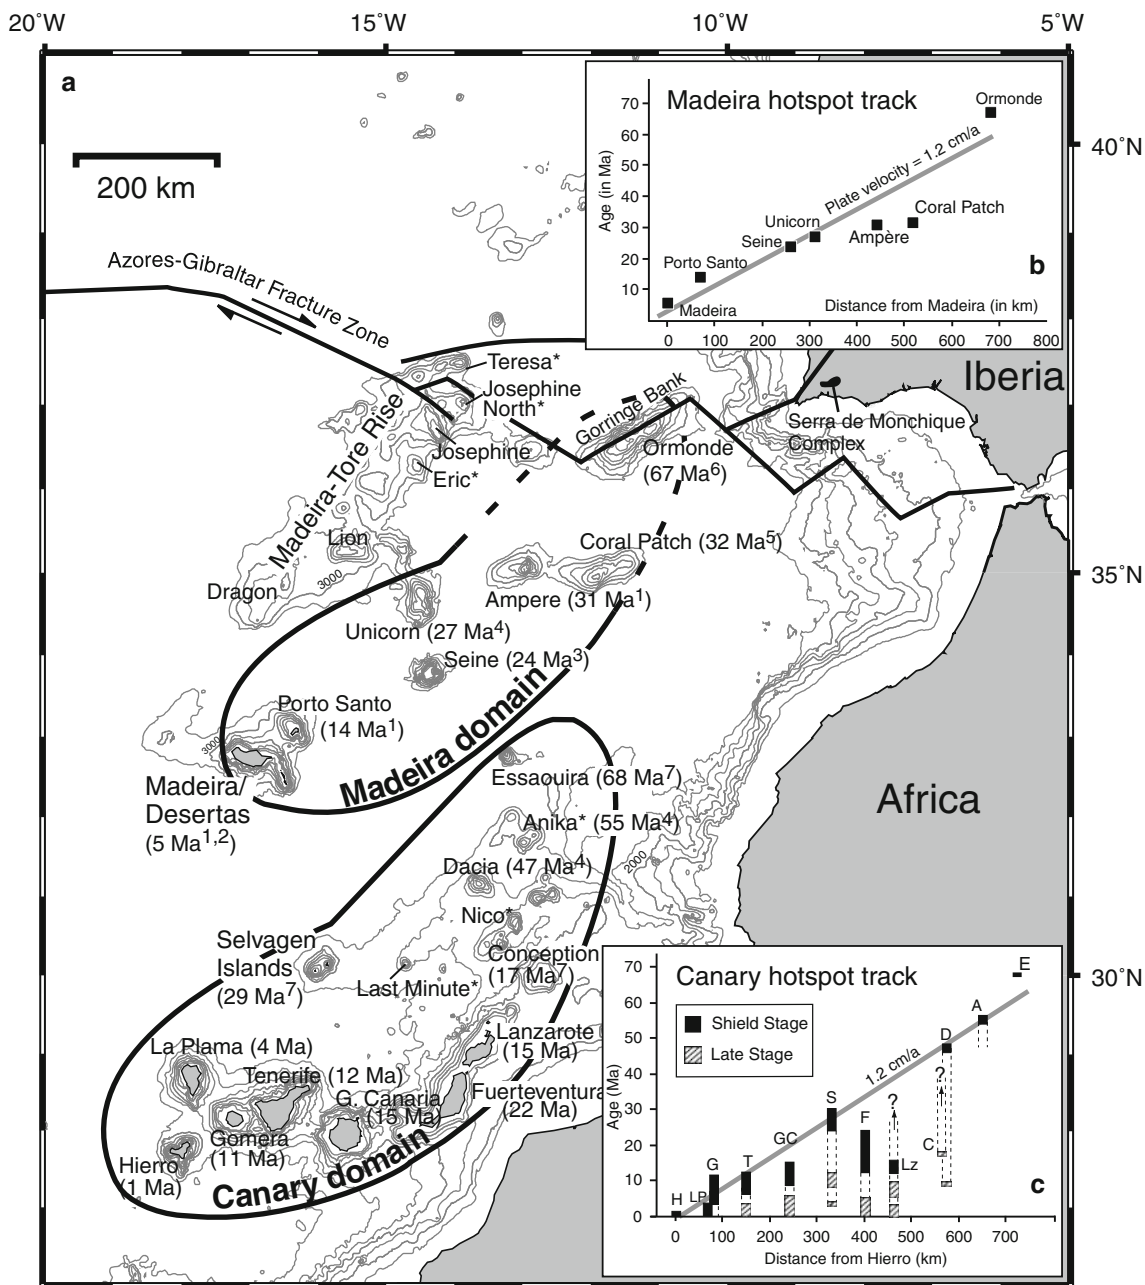 20°W
15°W
10°W
5°W
a
200 km
Azores-Gibraltar Fracture Zone
Madeira hotspot track
Age (in Ma)
70
60
50
40
30
20
10
Plate velocity = 1.2 cm/a
Ormonde
Coral Patch
Ampère
Unicorn
Seine
Porto Santo
Madeira
b
Distance from Madeira (in km)
0
100
200
300
400
500
600
700
800
40°N
35°N
30°N
Iberia
Teresa*
Josephine
North*
Josephine
Eric*
Madeira-Tore Rise
Gorringe Bank
Ormonde
(67 Ma6)
Serra de Monchique
Complex
Lion
Dragon
3000
Coral Patch (32 Ma5)
Ampere (31 Ma1)
Unicorn (27 Ma4)
Seine (24 Ma3)
Porto Santo
(14 Ma1)
3000
Madeira/
Desertas
(5 Ma1,2)
Madeira domain
Essaouira (68 Ma7)
Anika* (55 Ma4)
Dacia (47 Ma4)
2000
Nico*
Africa
Selvagen
Islands
(29 Ma7)
Last Minute*
Conception
(17 Ma7)
Lanzarote
(15 Ma)
La Plama (4 Ma)
Tenerife (12 Ma)
G. Canaria
(15 Ma)
Fuerteventura
(22 Ma)
Gomera
(11 Ma)
Hierro
(1 Ma)
Canary domain
Canary hotspot track
Shield Stage
Late Stage
Age (Ma)
70
60
50
40
30
20
10
0
1.2 cm/a
H
LP
G
T
GC
S
F
?
Lz
?
C
D
A
E
c
0
100
200
300
400
500
600
700
Distance from Hierro (km)